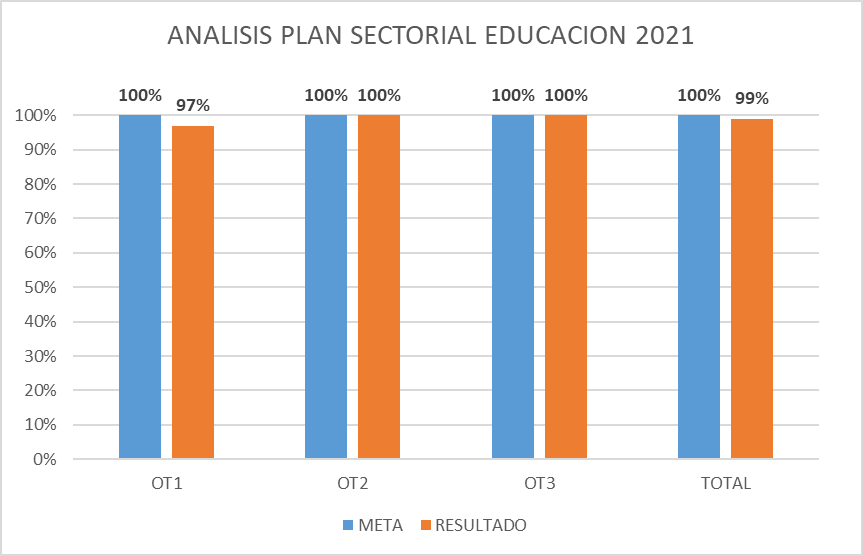 ANALISIS PLAN SECTORIAL EDUCACION 2021
100% 97% 100% 100% 100% 100% 100% 99%
100%
90%
80%
70%
60%
50%
40%
30%
20%
10%
0%
OT1 OT2 OT3 TOTAL
META RESULTADO